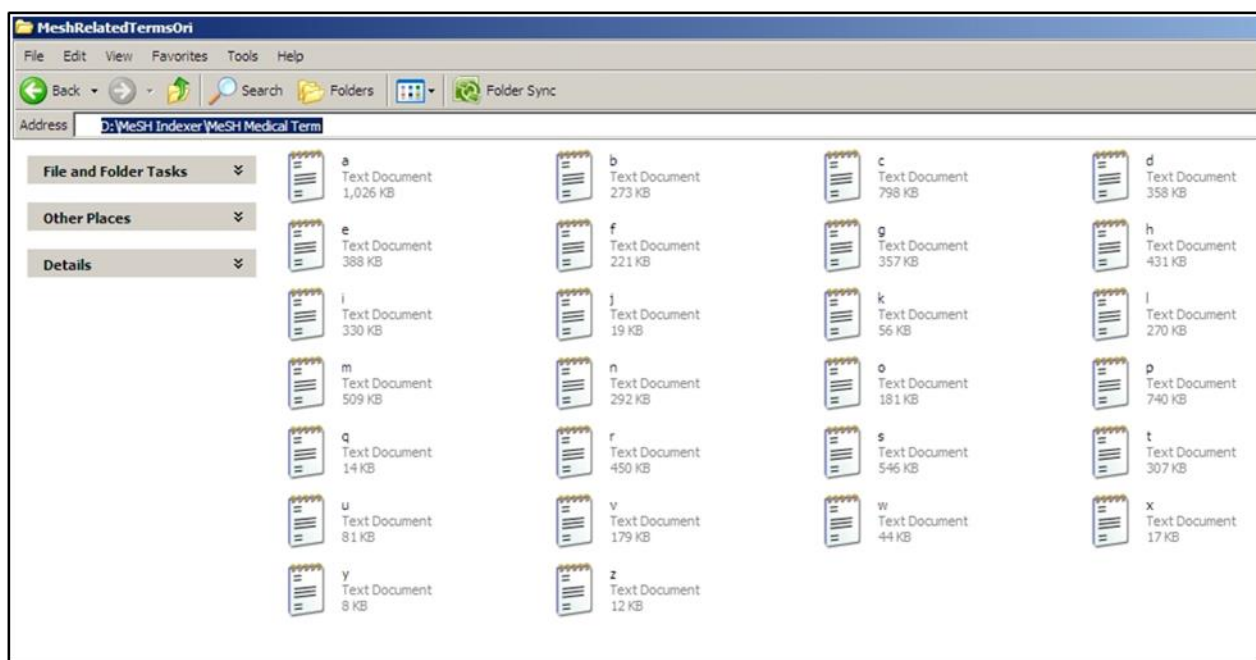 MeshRelatedTermsOri
File Edit View Favorites Tools Help
Back Search Folders Folder Sync
Address D:\MeSH Indexer\MeSH Medical Term
File and Folder Tasks
Other Places
Details
a b c d
Text Document Text Document Text Document Text Document
1,026 KB 273 KB 798 KB 358 KB
e f g h
Text Document Text Document Text Document Text Document
388 KB 221 KB 357 KB 431 KB
i j k l
Text Document Text Document Text Document Text Document
330 KB 19 KB 56 KB 270 KB
m n o p
Text Document Text Document Text Document Text Document
509 KB 292 KB 181 KB 740 KB
q r s t
Text Document Text Document Text Document Text Document
14 KB 450 KB 546 KB 307 KB
u v w x
Text Document Text Document Text Document Text Document
81 KB 179 KB 44 KB 17 KB
y z
Text Document Text Document
8 KB 12 KB